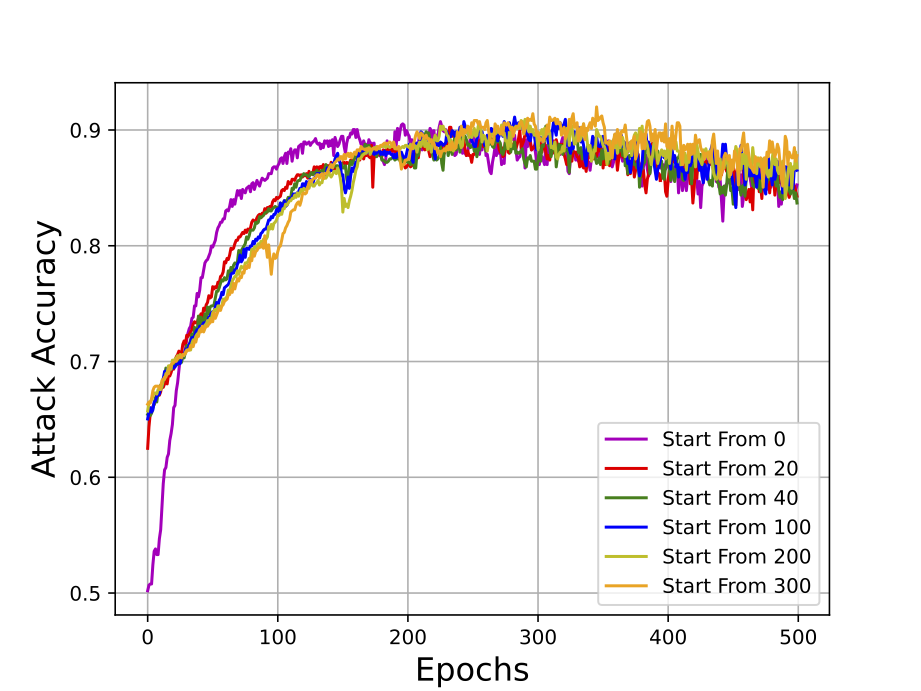 0.9
0.8
0.7
0.6
0.5
Attack Accuracy
Start From 0
Start From 20
Start From 40
Start From 100
Start From 200
Start From 300
0 100 200 300 400 500
Epochs